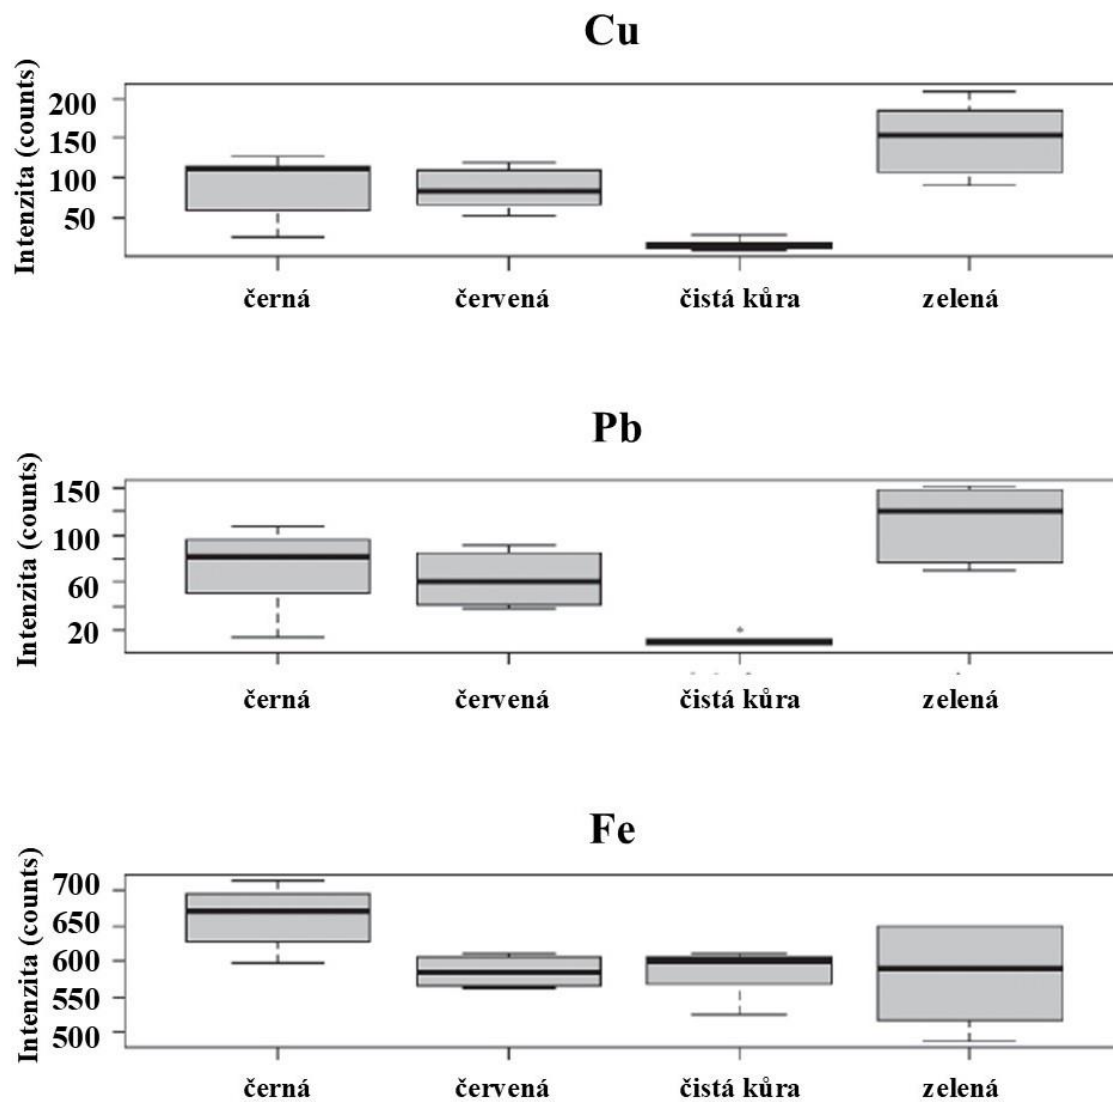 Cu
Intenzita (counts)
200
150
100
50
černá červená čistá kůra zelená
Pb
Intenzita (counts)
150
100
60
20
černá červená čistá kůra zelená
Fe
Intenzita (counts)
700
650
600
550
500
černá červená čistá kůra zelená